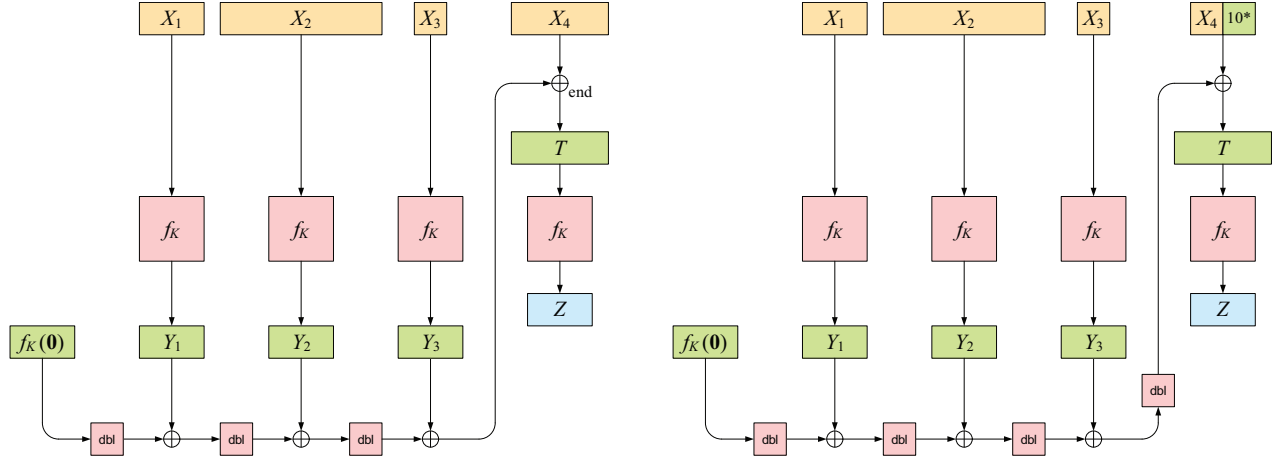 X1 X2 X3 X4 X1 X2 X3 X4 10*
end
T T
fK fK fK fK fK fK fK fK
Z Z
fK(0) Y1 Y2 Y3 fK(0) Y1 Y2 Y3
dbl
dbl dbl dbl dbl dbl dbl